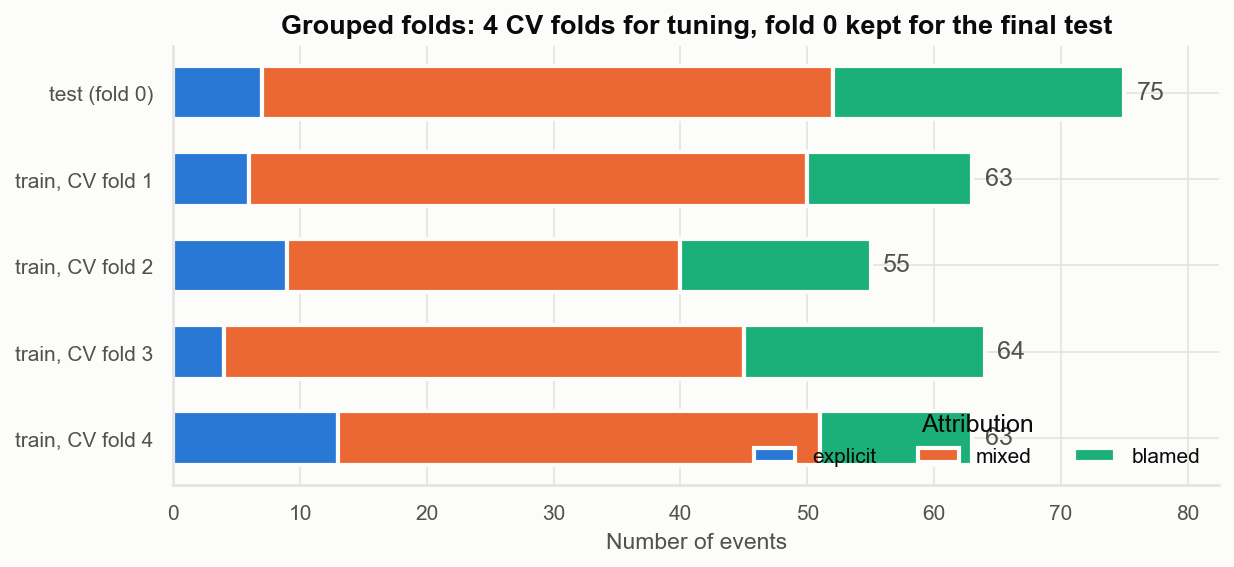 Grouped folds: 4 CV folds for tuning, fold 0 kept for the final test
test (fold 0)
75
train, CV fold 1
63
train, CV fold 2
55
train, CV fold 3
64
train, CV fold 4
63
Attribution
explicit
mixed
blamed
0 10 20 30 40 50 60 70 80
Number of events